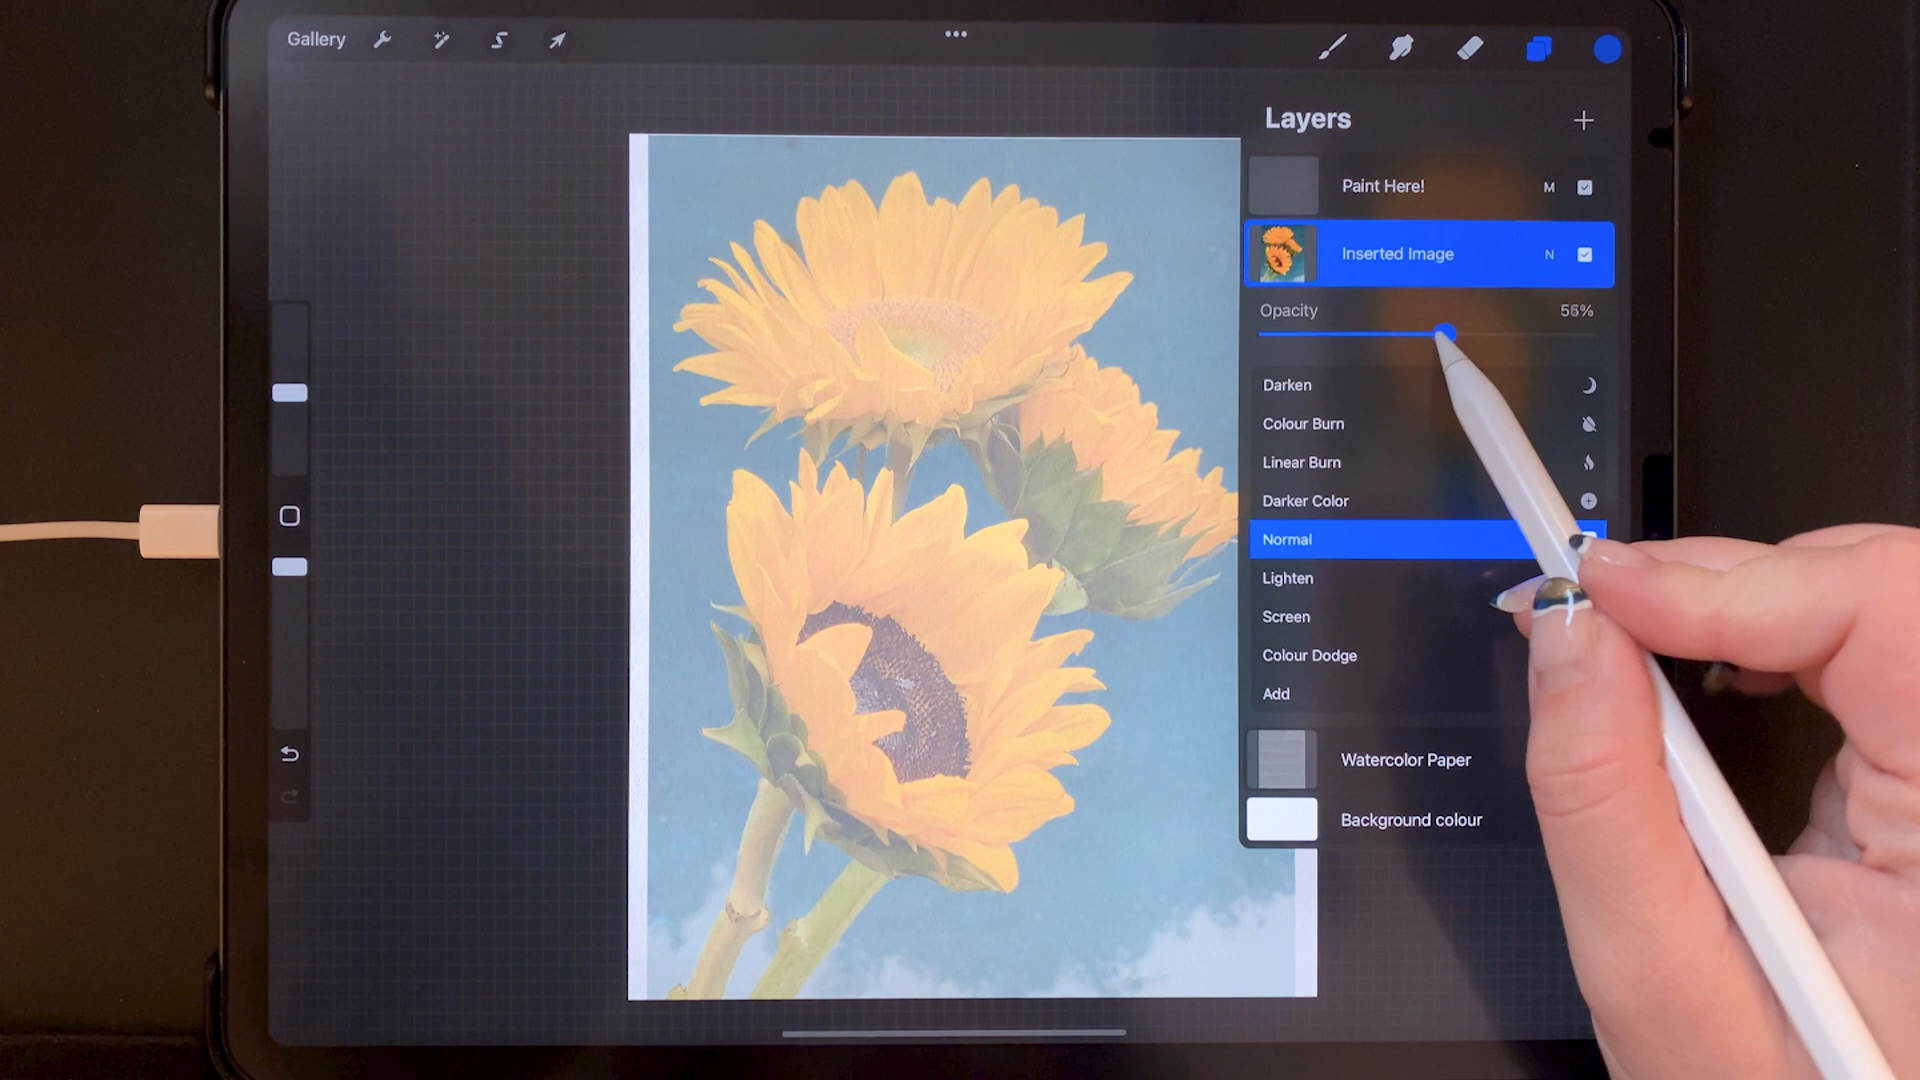 Gallery
Layers
Paint Here!
M
Inserted Image
N
Opacity
56%
Darken
Colour Burn
Linear Burn
Darker Color
Normal
Lighten
Screen
Colour Dodge
Add
Watercolor Paper
Background colour